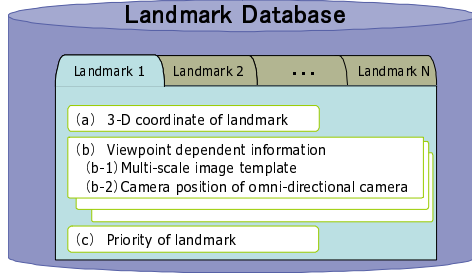 Landmark Database
Landmark 1 Landmark 2 ••• Landmark N
(a) 3-D coordinate of landmark
(b) Viewpoint dependent information
(b-1)Multi-scale image template
(b-2)Camera position of omni-directional camera
(c) Priority of landmark